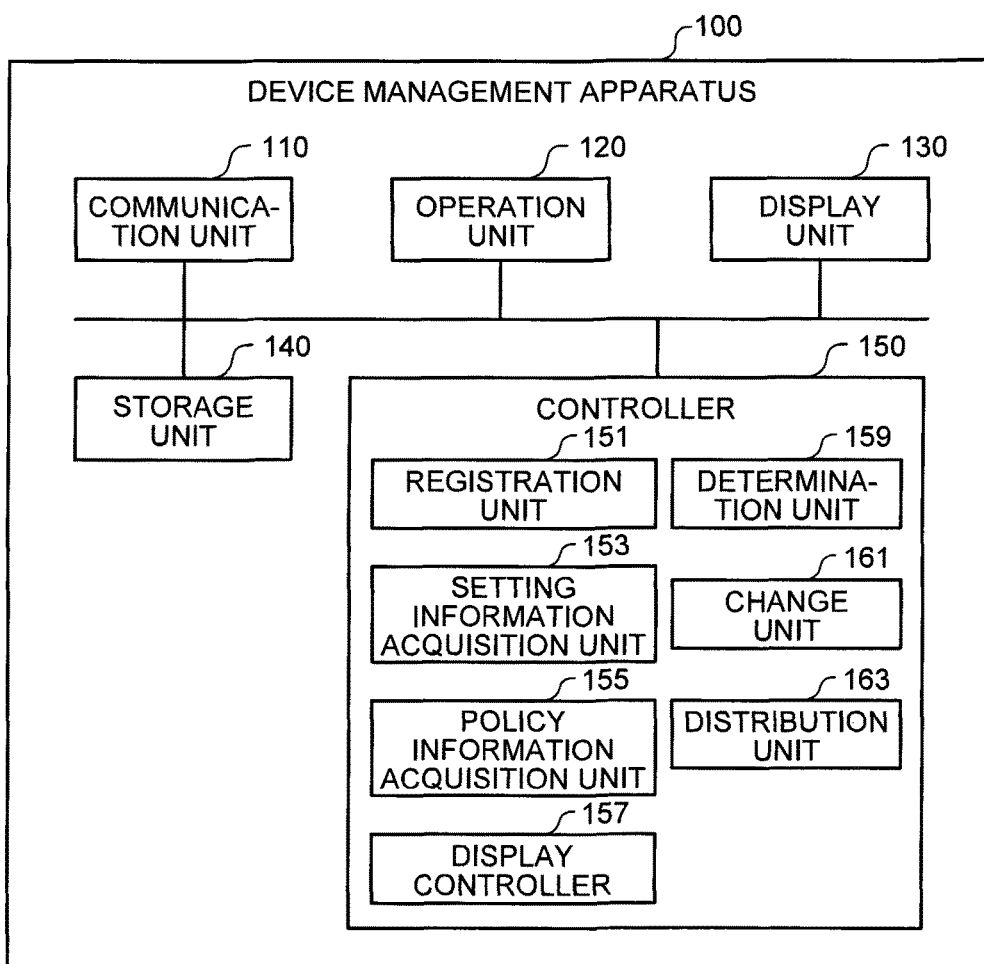 100
DEVICE MANAGEMENT APPARATUS
110
120
130
COMMUNICA-
TION UNIT
OPERATION
UNIT
DISPLAY
UNIT
140
150
STORAGE
UNIT
CONTROLLER
151
159
REGISTRATION
UNIT
DETERMINA-
TION UNIT
153
161
SETTING
INFORMATION
ACQUISITION UNIT
CHANGE
UNIT
155
163
POLICY
INFORMATION
ACQUISITION UNIT
DISTRIBUTION
UNIT
157
DISPLAY
CONTROLLER